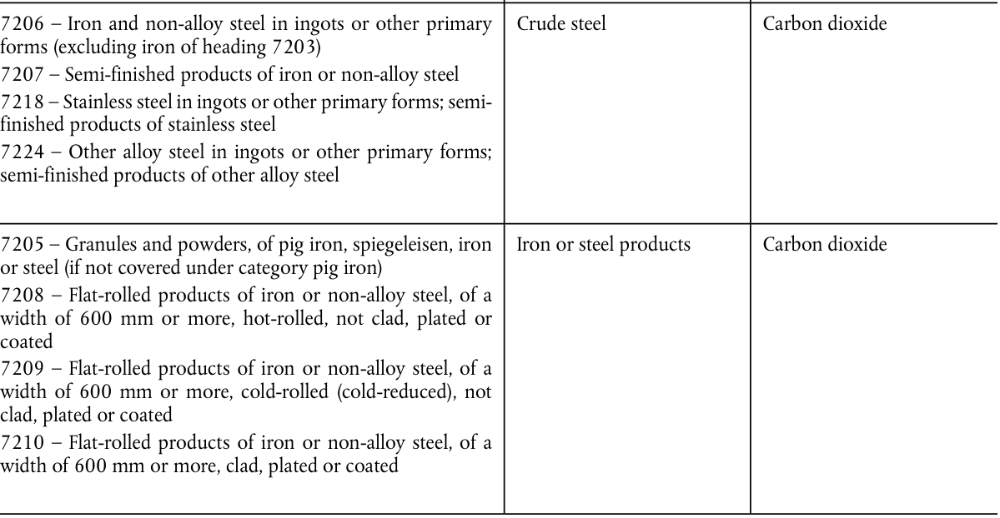 7206 – Iron and non-alloy steel in ingots or other primary
forms (excluding iron of heading 7203)
7207 – Semi-finished products of iron or non-alloy steel
7218 – Stainless steel in ingots or other primary forms; semi-
finished products of stainless steel
7224 – Other alloy steel in ingots or other primary forms;
semi-finished products of other alloy steel
Crude steel
Carbon dioxide
7205 – Granules and powders, of pig iron, spiegeleisen, iron
or steel (if not covered under category pig iron)
7208 – Flat-rolled products of iron or non-alloy steel, of a
width of 600 mm or more, hot-rolled, not clad, plated or
coated
7209 – Flat-rolled products of iron or non-alloy steel, of a
width of 600 mm or more, cold-rolled (cold-reduced), not
clad, plated or coated
7210 – Flat-rolled products of iron or non-alloy steel, of a
width of 600 mm or more, clad, plated or coated
Iron or steel products
Carbon dioxide